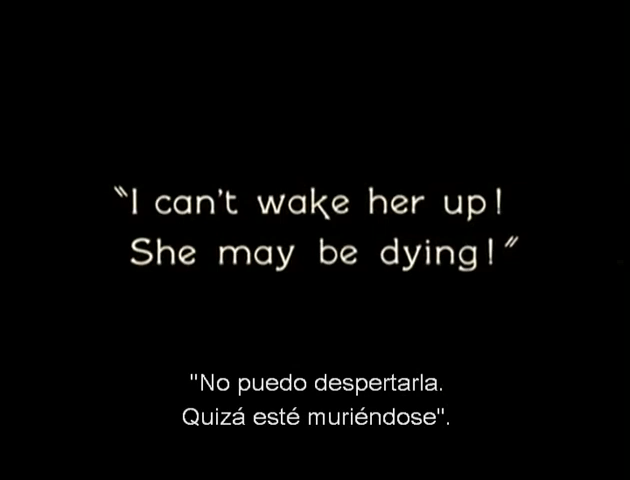 "I can't wake her up!
She may be dying!"
"No puedo despertarla.
Quizá esté muriéndose".